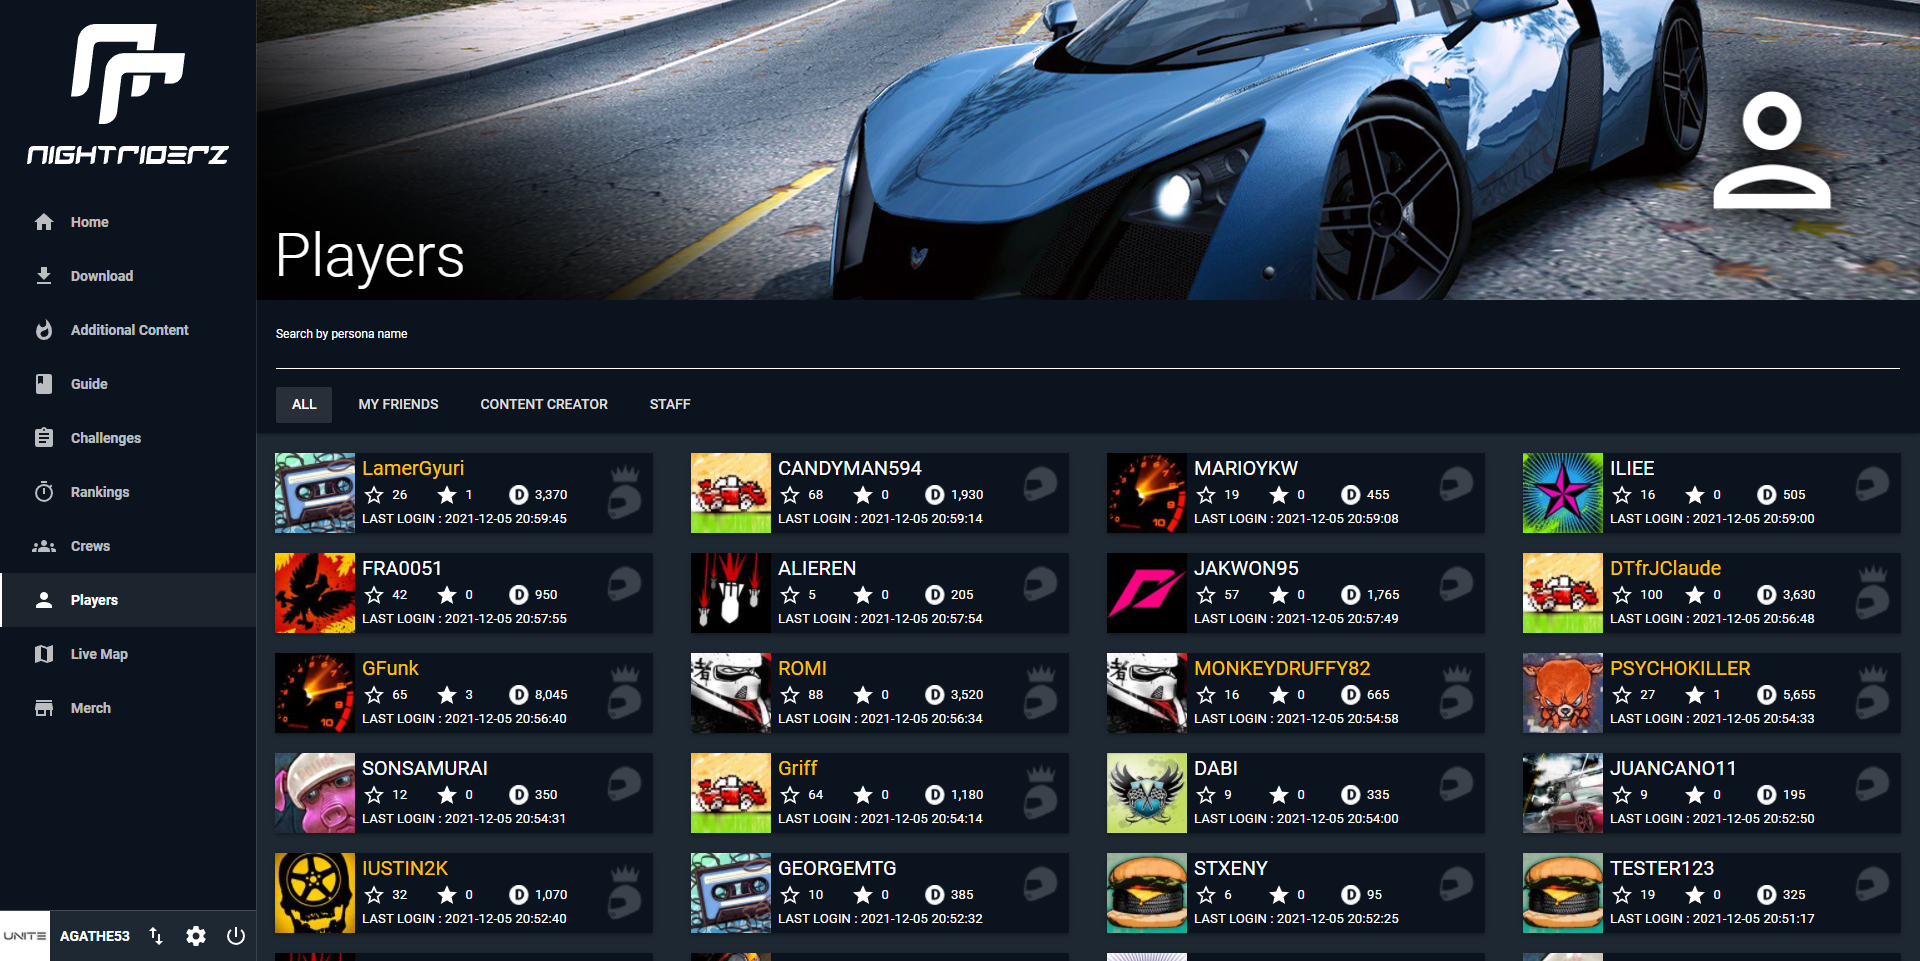 NIGHTRIDERZ
Home
Download
Additional Content
Guide
Challenges
Rankings
Crews
Players
Live Map
Merch
UNITE
AGATHE53
Players
Search by persona name
ALL MY FRIENDS CONTENT CREATOR STAFF
LamerGyuri
26 1 D 3,370
LAST LOGIN : 2021-12-05 20:59:45
CANDYMAN594
68 0 D 1,930
LAST LOGIN : 2021-12-05 20:59:14
MARIOYKW
19 0 D 455
LAST LOGIN : 2021-12-05 20:59:08
ILIEE
16 0 D 505
LAST LOGIN : 2021-12-05 20:59:00
FRA0051
42 0 D 950
LAST LOGIN : 2021-12-05 20:57:55
ALIEREN
5 0 D 205
LAST LOGIN : 2021-12-05 20:57:54
JAKWON95
57 0 D 1,765
LAST LOGIN : 2021-12-05 20:57:49
DTfrJClaude
100 0 D 3,630
LAST LOGIN : 2021-12-05 20:56:48
GFunk
65 3 D 8,045
LAST LOGIN : 2021-12-05 20:56:40
ROMI
88 0 D 3,520
LAST LOGIN : 2021-12-05 20:56:34
MONKEYDRUFFY82
16 0 D 665
LAST LOGIN : 2021-12-05 20:54:58
PSYCHOKILLER
27 1 D 5,655
LAST LOGIN : 2021-12-05 20:54:33
SONSAMURAI
12 0 D 350
LAST LOGIN : 2021-12-05 20:54:31
Griff
64 0 D 1,180
LAST LOGIN : 2021-12-05 20:54:14
DABI
9 0 D 335
LAST LOGIN : 2021-12-05 20:54:00
JUANCANO11
9 0 D 195
LAST LOGIN : 2021-12-05 20:52:50
IUSTIN2K
32 0 D 1,070
LAST LOGIN : 2021-12-05 20:52:40
GEORGEMTG
10 0 D 385
LAST LOGIN : 2021-12-05 20:52:32
STXENY
6 0 D 95
LAST LOGIN : 2021-12-05 20:52:25
TESTER123
19 0 D 325
LAST LOGIN : 2021-12-05 20:51:17